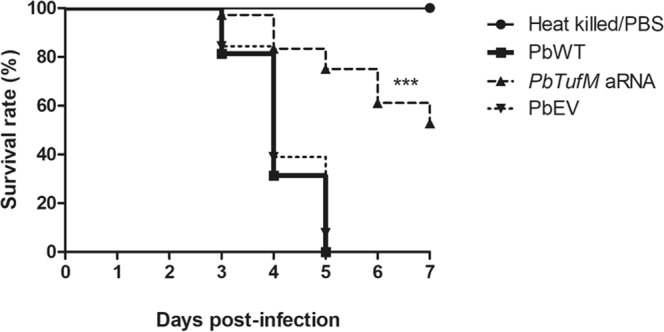 Survival rate (%)
100
80
60
40
20
0
0 1 2 3 4 5 6 7
Days post-infection
***
Heat killed/PBS
PbWT
PbTufM aRNA
PbEV